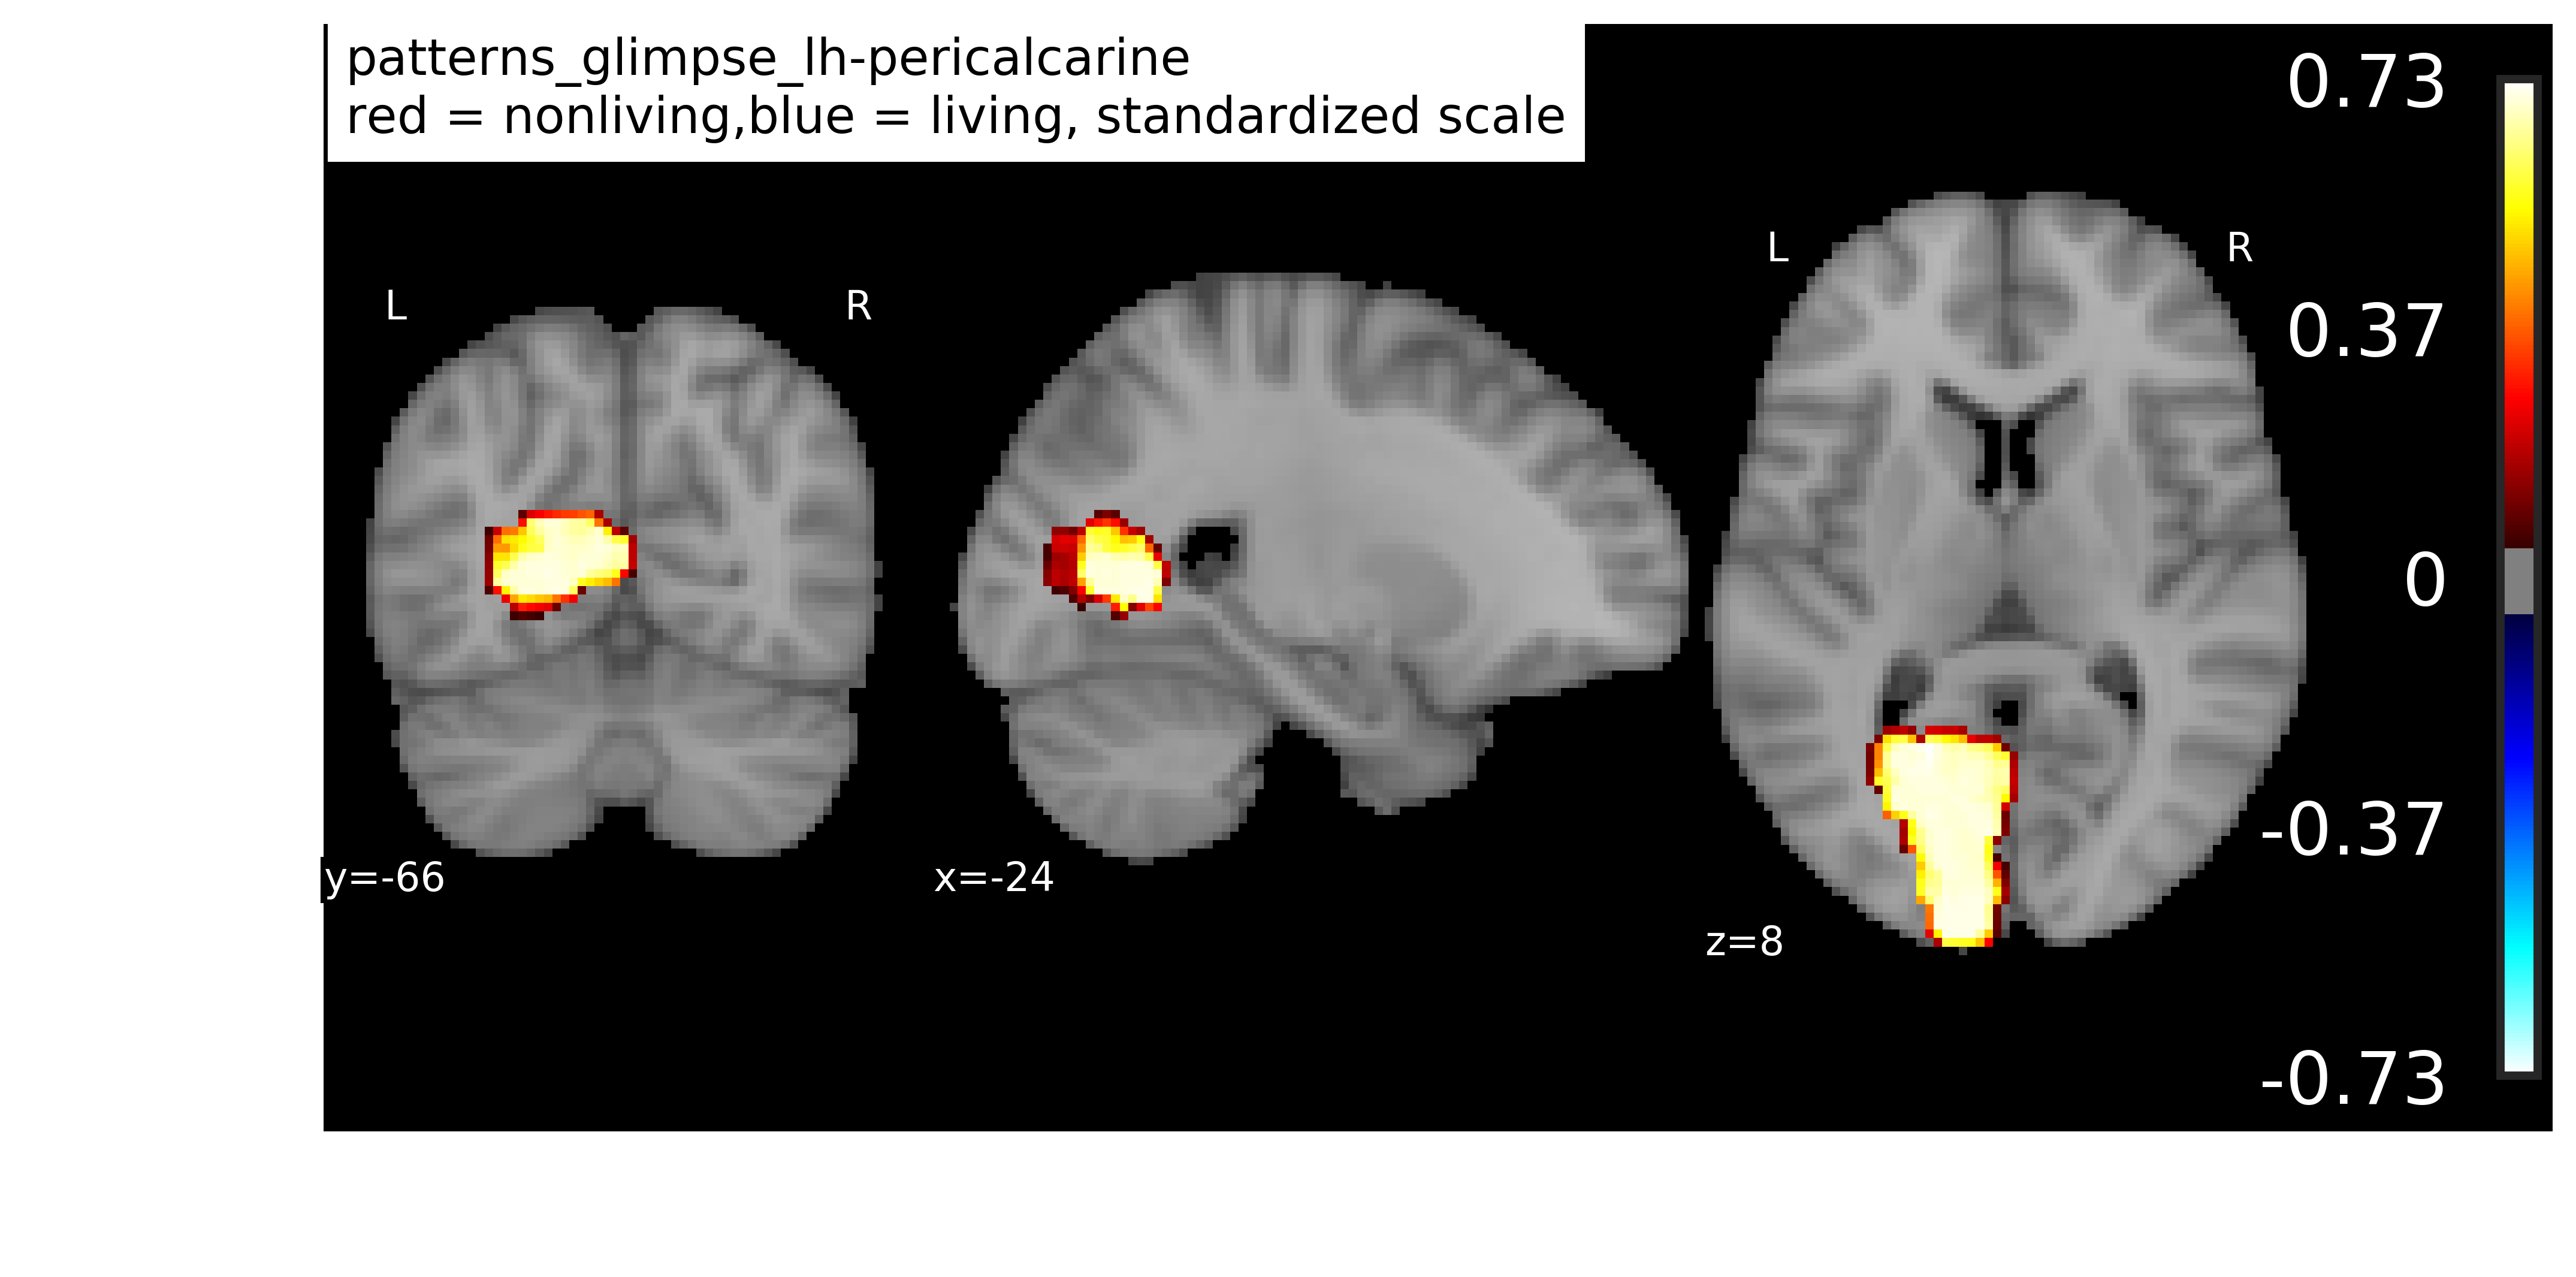 patterns_glimpse_lh-pericalcarine
red = nonliving,blue = living, standardized scale
L R
y=-66
x=-24
L R
z=8
0.73
0.37
0
-0.37
-0.73